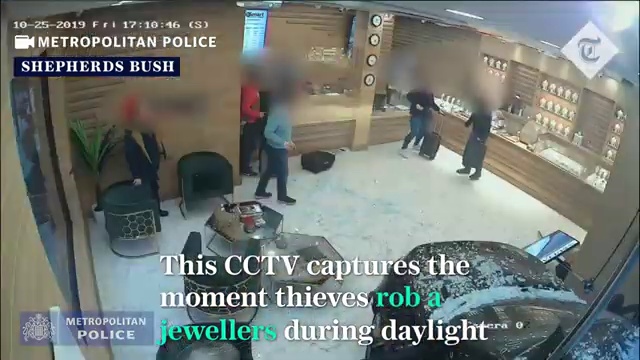 10-25-2019 Fri 17:10:46 (S)
METROPOLITAN POLICE
SHEPHERDS BUSH
T
This CCTV captures the
moment thieves rob a
jewellers during daylight
METROPOLITAN
POLICE